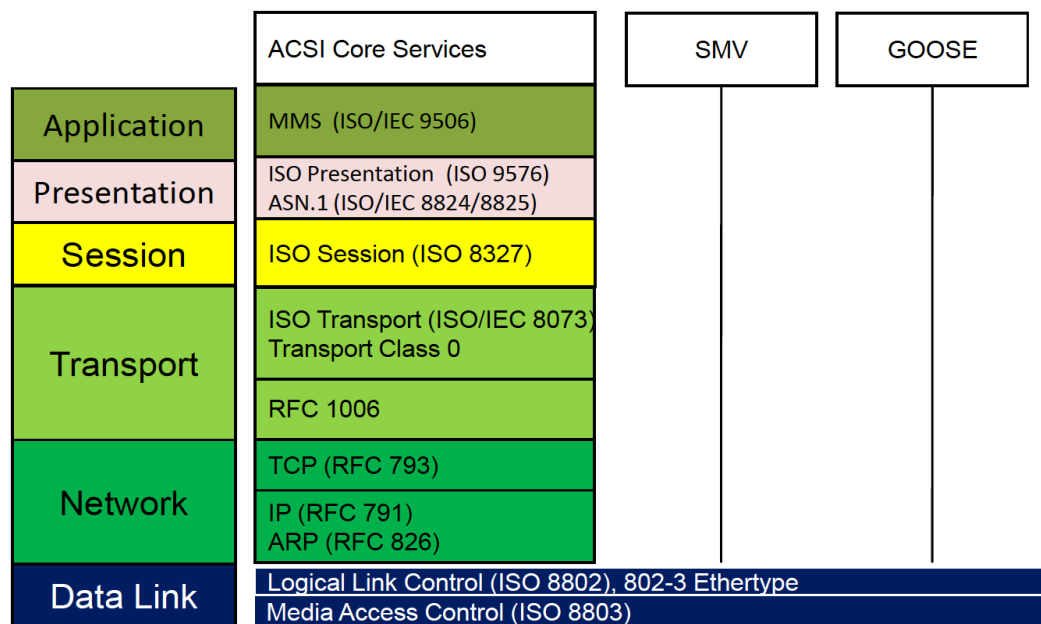 ACSI Core Services
SMV
GOOSE
Application
MMS (ISO/IEC 9506)
Presentation
ISO Presentation (ISO 9576)
ASN.1 (ISO/IEC 8824/8825)
Session
ISO Session (ISO 8327)
Transport
ISO Transport (ISO/IEC 8073)
Transport Class 0
RFC 1006
Network
TCP (RFC 793)
IP (RFC 791)
ARP (RFC 826)
Data Link
Logical Link Control (ISO 8802), 802-3 Ethertype
Media Access Control (ISO 8803)